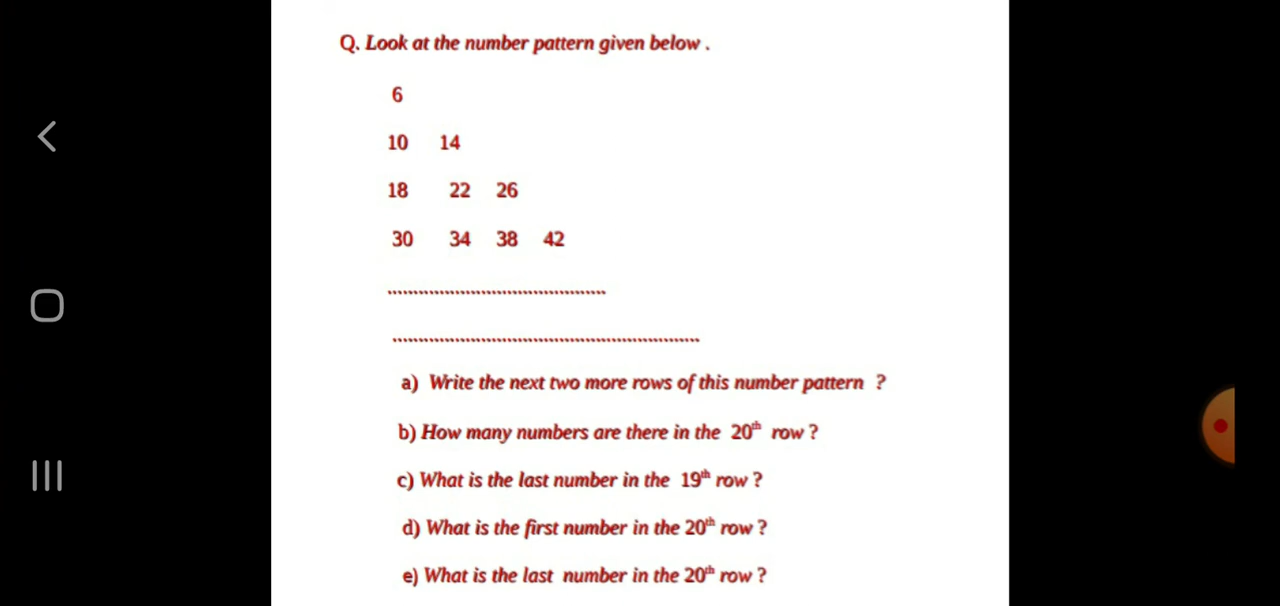 Q. Look at the number pattern given below .
6
10 14
18 22 26
30 34 38 42
..........................................
...........................................................
a) Write the next two more rows of this number pattern ?
b) How many numbers are there in the 20th row ?
c) What is the last number in the 19th row ?
d) What is the first number in the 20th row ?
e) What is the last number in the 20th row ?